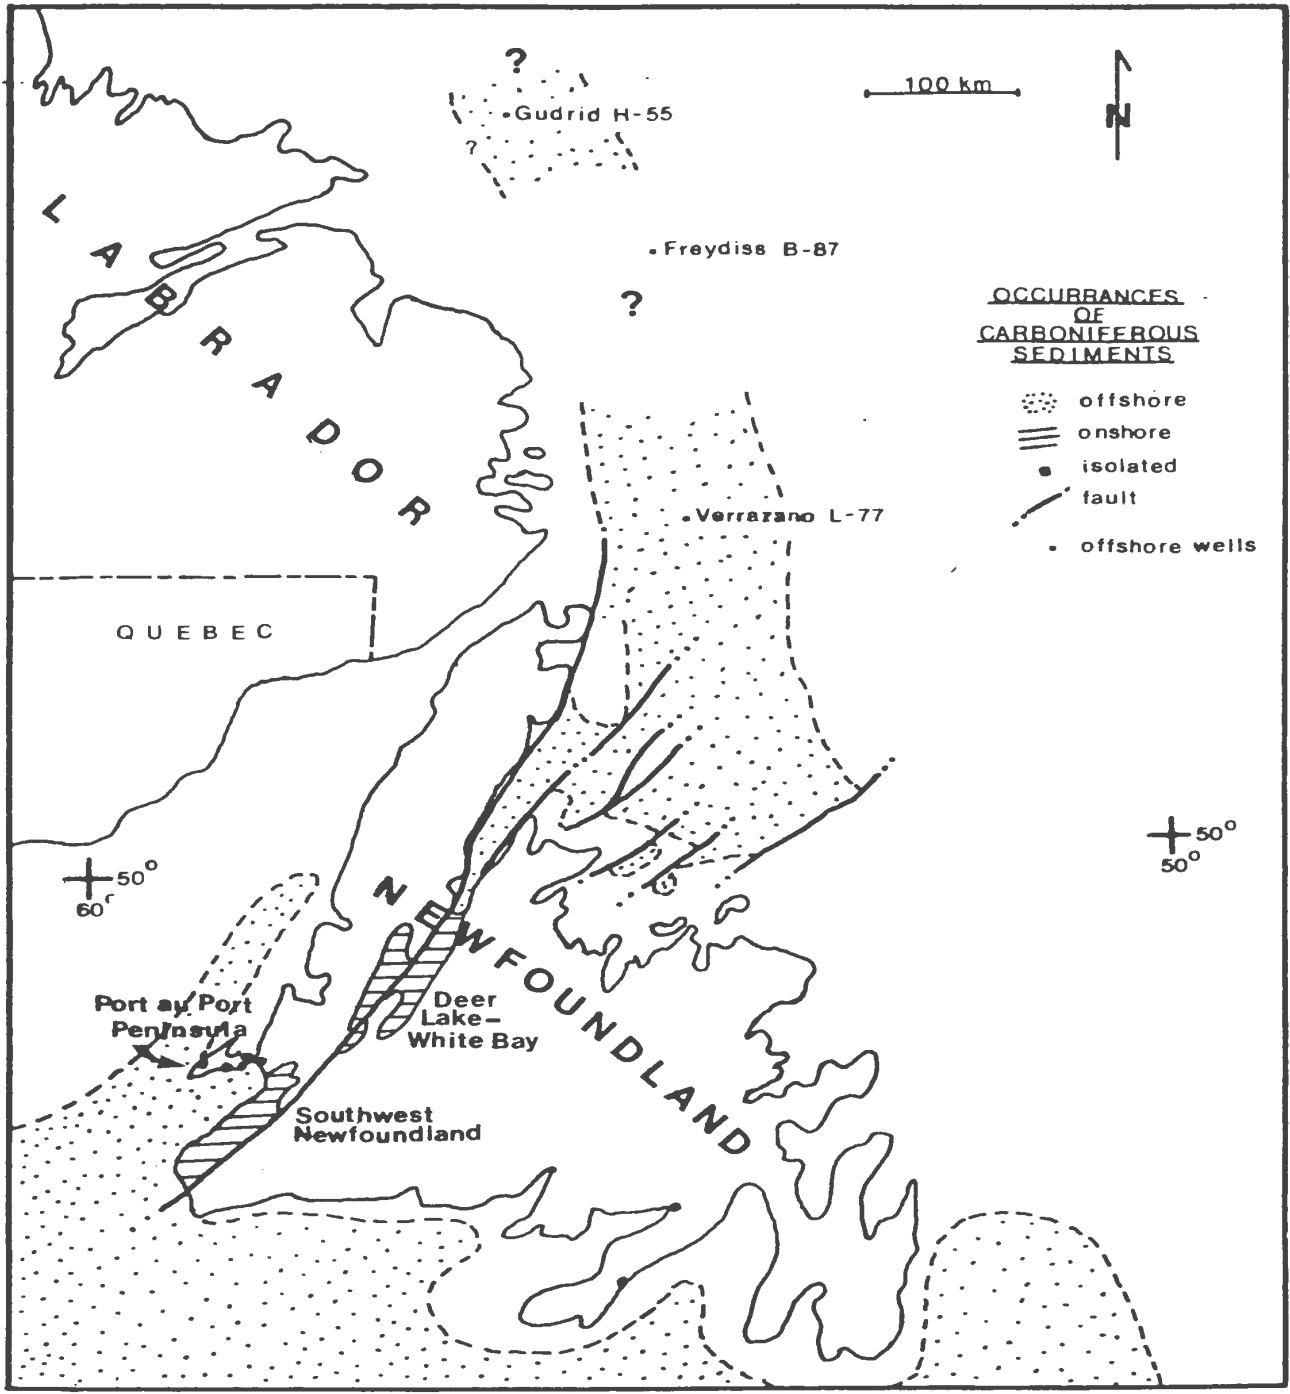 ?
Gudrid H-55
?
100 km
N
LABRADOR
Freydiss B-87
?
OCCURRANCES
OF
CARBONIFEROUS
SEDIMENTS
offshore
onshore
isolated
fault
offshore wells
Verrazano L-77
QUEBEC
50°
60°
50°
50°
NEWFOUNDLAND
Port au Port
Peninsula
Deer
Lake–
White Bay
Southwest
Newfoundland